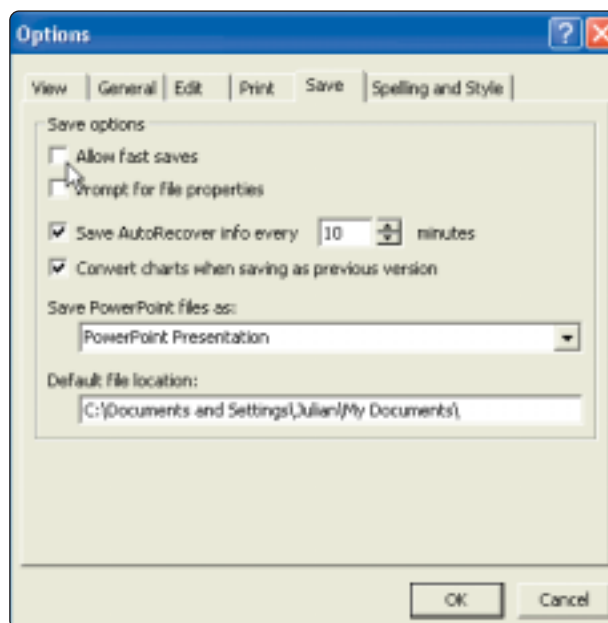 Options
View General Edit Print Save Spelling and Style
Save options
Allow fast saves
Prompt for file properties
Save AutoRecover info every 10 minutes
Convert charts when saving as previous version
Save PowerPoint files as:
PowerPoint Presentation
Default file location:
C:\Documents and Settings\Julian\My Documents\
OK Cancel